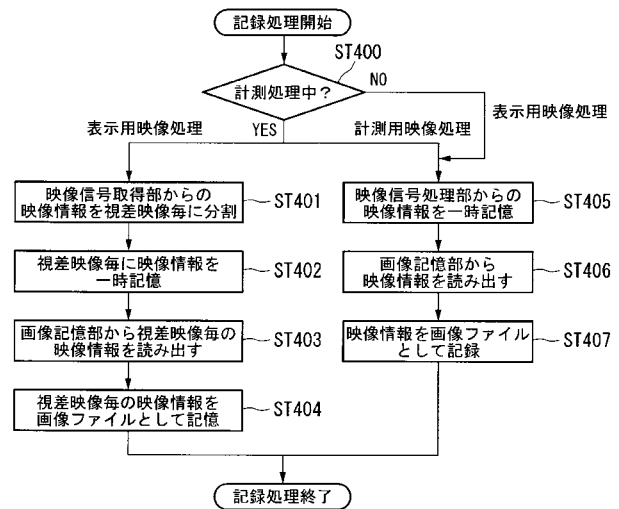 記録処理開始
ST400
計測処理中?
NO
表示用映像処理
YES
計測用映像処理
表示用映像処理
映像信号取得部からの
映像情報を視差映像毎に分割
ST401
映像信号処理部からの
映像情報を一時記憶
ST405
視差映像毎に映像情報を
一時記憶
ST402
画像記憶部から
映像情報を読み出す
ST406
画像記憶部から視差映像毎の
映像情報を読み出す
ST403
映像情報を画像ファイル
として記録
ST407
視差映像毎の映像情報を
画像ファイルとして記憶
ST404
記録処理終了